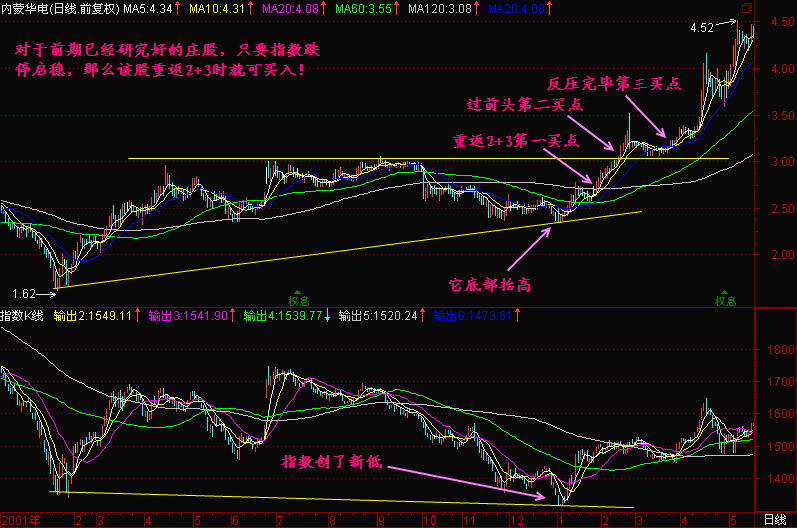 内蒙华电(日线.前复权) MA5:4.34↑ MA10:4.31↑ MA20:4.08↑ MA60:3.55↑ MA120:3.08↑ MA20:4.08↑
4.52
4.50
对于前期已经研究好的庄股，只要指数跌
停启稳，那么该股重返2+3时就可买入！
4.00
反压完毕第三买点
过前头第二买点
3.50
重返2+3第一买点
3.00
2.50
2.00
它底部抬高
1.62
权息
权息
指数K线 输出2:1549.11↑ 输出3:1541.90↑ 输出4:1539.77↓ 输出5:1520.24↑ 输出6:1473.61↑
1800
1700
1600
1500
指数创了新低
1400
2001年 2 3 4 5 6 7 8 9 10 11 12 1 2 3 4 5 日线